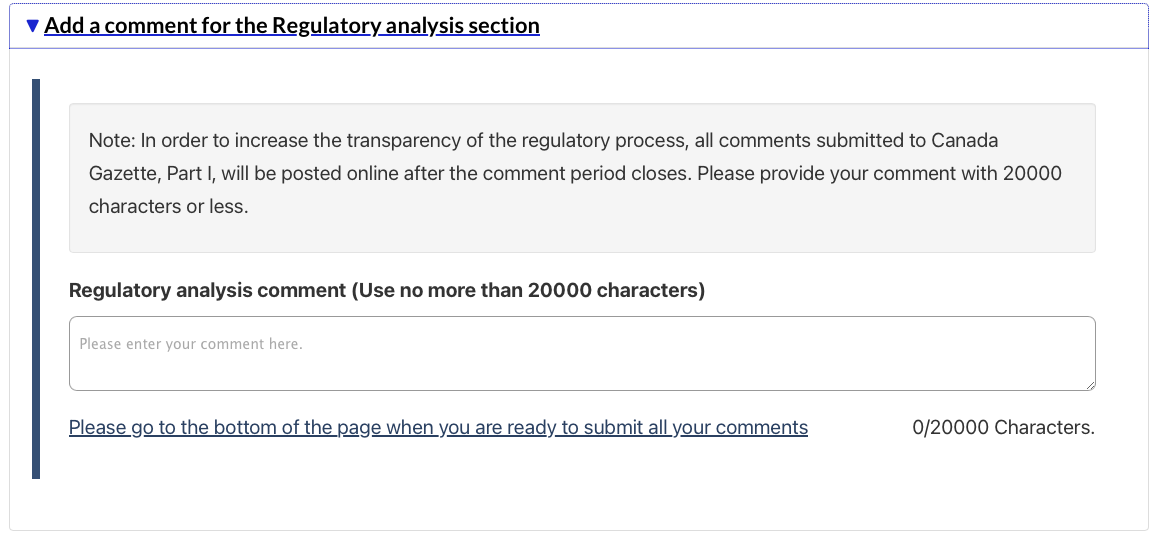 ▼ Add a comment for the Regulatory analysis section
Note: In order to increase the transparency of the regulatory process, all comments submitted to Canada
Gazette, Part I, will be posted online after the comment period closes. Please provide your comment with 20000
characters or less.
Regulatory analysis comment (Use no more than 20000 characters)
Please enter your comment here.
Please go to the bottom of the page when you are ready to submit all your comments 0/20000 Characters.